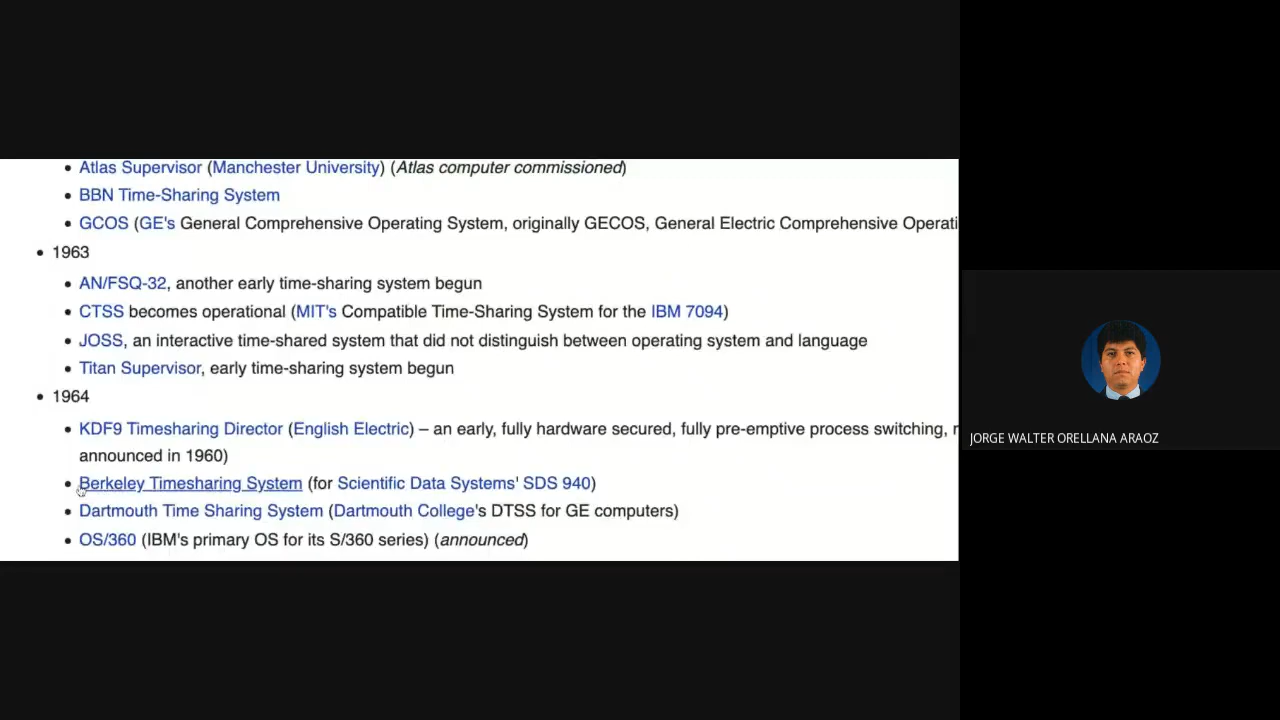 Atlas Supervisor (Manchester University) (Atlas computer commissioned)
BBN Time-Sharing System
GCOS (GE's General Comprehensive Operating System, originally GECOS, General Electric Comprehensive Operati
1963
AN/FSQ-32, another early time-sharing system begun
CTSS becomes operational (MIT's Compatible Time-Sharing System for the IBM 7094)
JOSS, an interactive time-shared system that did not distinguish between operating system and language
Titan Supervisor, early time-sharing system begun
1964
KDF9 Timesharing Director (English Electric) – an early, fully hardware secured, fully pre-emptive process switching,
announced in 1960)
Berkeley Timesharing System (for Scientific Data Systems' SDS 940)
Dartmouth Time Sharing System (Dartmouth College's DTSS for GE computers)
OS/360 (IBM's primary OS for its S/360 series) (announced)
JORGE WALTER ORELLANA ARAOZ